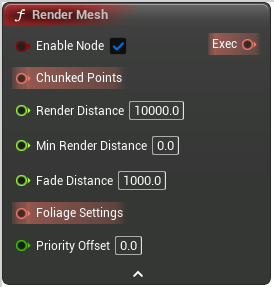 Render Mesh
Enable Node
Exec
Chunked Points
Render Distance 10000.0
Min Render Distance 0.0
Fade Distance 1000.0
Foliage Settings
Priority Offset 0.0